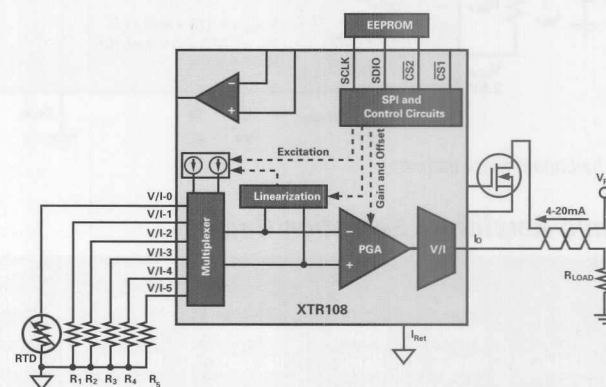 EEPROM
SCLK
SDIO
CS2
CS1
SPI and
Control Circuits
Excitation
Gain and Offset
Linearization
V/I-0
V/I-1
V/I-2
V/I-3
V/I-4
V/I-5
Multiplexer
PGA
V/I
4-20mA
IO
RLOAD
XTR108
IRet
RTD
R1 R2 R3 R4 R5